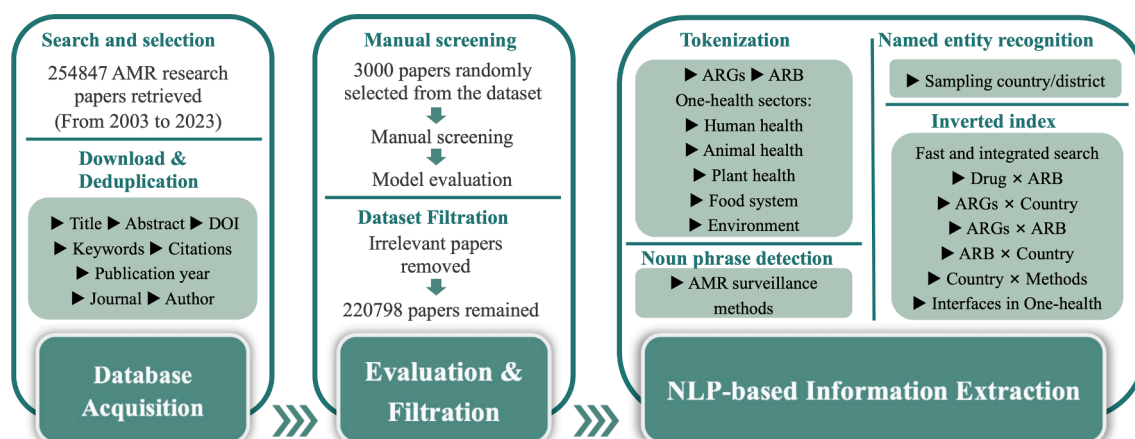 Search and selection
254847 AMR research
papers retrieved
(From 2003 to 2023)
Download &
Deduplication
▶ Title ▶ Abstract ▶ DOI
▶ Keywords ▶ Citations
▶ Publication year
▶ Journal ▶ Author
Database
Acquisition
Manual screening
3000 papers randomly
selected from the dataset
Manual screening
Model evaluation
Dataset Filtration
Irrelevant papers
removed
220798 papers remained
Evaluation &
Filtration
Tokenization
▶ ARGs ▶ ARB
One-health sectors:
▶ Human health
▶ Animal health
▶ Plant health
▶ Food system
▶ Environment
Noun phrase detection
▶ AMR surveillance
methods
Named entity recognition
▶ Sampling country/district
Inverted index
Fast and integrated search
▶ Drug × ARB
▶ ARGs × Country
▶ ARGs × ARB
▶ ARB × Country
▶ Country × Methods
▶ Interfaces in One-health
NLP-based Information Extraction